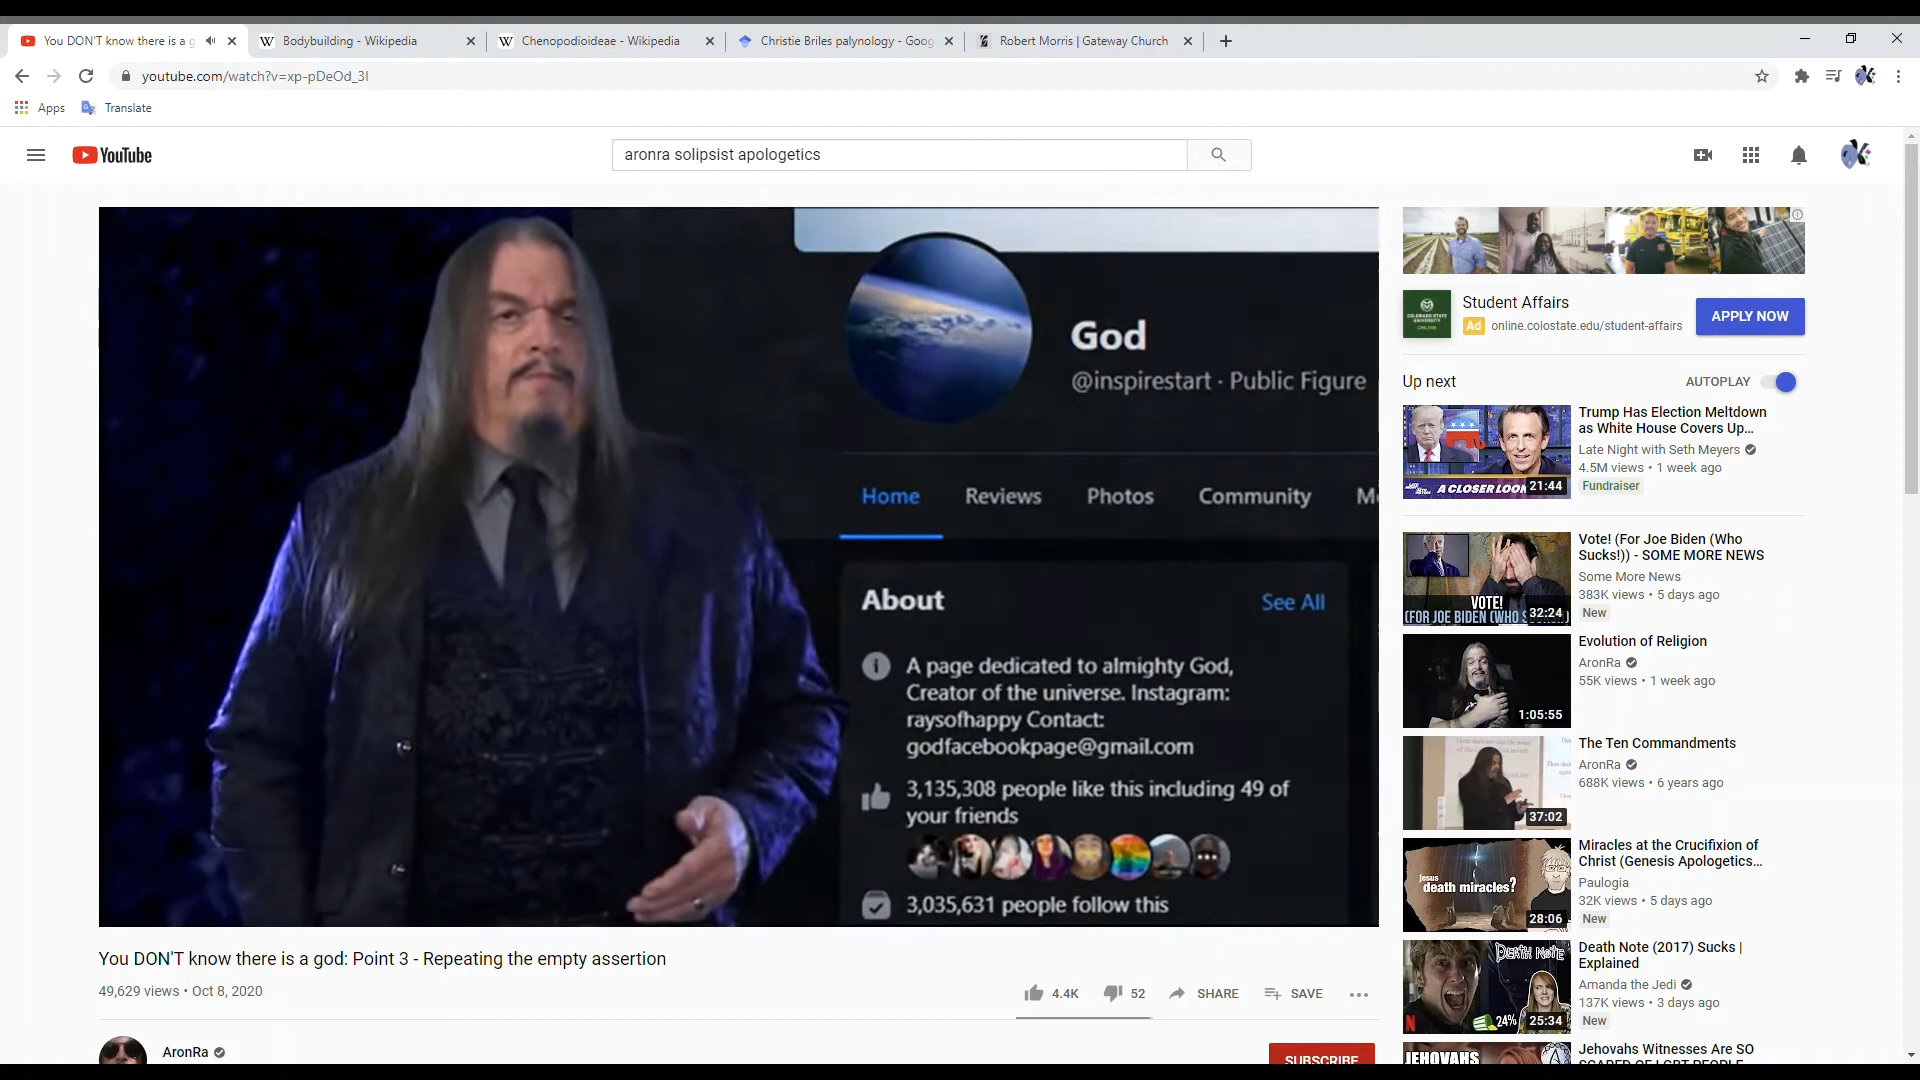 You DON'T know there is a g
Bodybuilding - Wikipedia
Chenopodioideae - Wikipedia
Christie Briles palynology - Goog
Robert Morris | Gateway Church
youtube.com/watch?v=xp-pDeOd_3I
Apps
Translate
YouTube
aronra solipsist apologetics
God
@inspirestart · Public Figure
Home
Reviews
Photos
Community
About
See All
A page dedicated to almighty God,
Creator of the universe. Instagram:
raysofhappy Contact:
godfacebookpage@gmail.com
3,135,308 people like this including 49 of
your friends
3,035,631 people follow this
You DON'T know there is a god: Point 3 - Repeating the empty assertion
49,629 views • Oct 8, 2020
4.4K
52
SHARE
SAVE
AronRa
SUBSCRIBE
Student Affairs
Ad online.colostate.edu/student-affairs
APPLY NOW
Up next
AUTOPLAY
A CLOSER LOOK
21:44
Trump Has Election Meltdown
as White House Covers Up...
Late Night with Seth Meyers
4.5M views • 1 week ago
Fundraiser
VOTE!
(FOR JOE BIDEN (WHO
32:24
Vote! (For Joe Biden (Who
Sucks!)) - SOME MORE NEWS
Some More News
383K views • 5 days ago
New
1:05:55
Evolution of Religion
AronRa
55K views • 1 week ago
37:02
The Ten Commandments
AronRa
688K views • 6 years ago
Jesus
death miracles?
28:06
Miracles at the Crucifixion of
Christ (Genesis Apologetics...
Paulogia
32K views • 5 days ago
New
DEATH NOTE
24%
25:34
Death Note (2017) Sucks |
Explained
Amanda the Jedi
137K views • 3 days ago
New
JEHOVAHS
Jehovahs Witnesses Are SO
SCARED OF LGBT PEOPLE